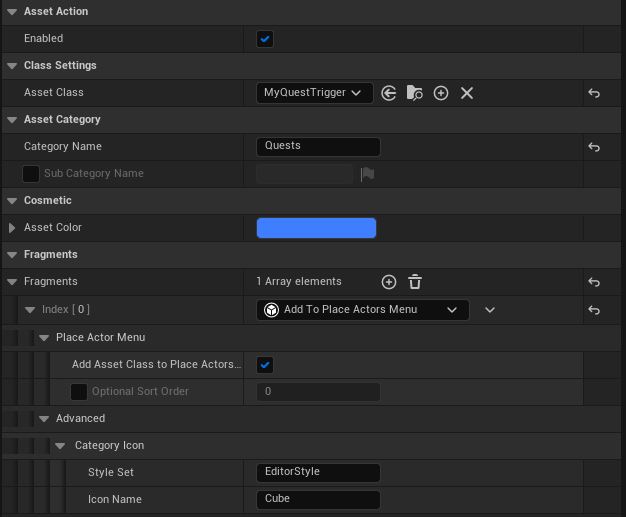 Asset Action
Enabled
Class Settings
Asset Class MyQuestTrigger
Asset Category
Category Name Quests
Sub Category Name
Cosmetic
Asset Color
Fragments
Fragments 1 Array elements
Index [ 0 ] Add To Place Actors Menu
Place Actor Menu
Add Asset Class to Place Actors...
Optional Sort Order 0
Advanced
Category Icon
Style Set EditorStyle
Icon Name Cube